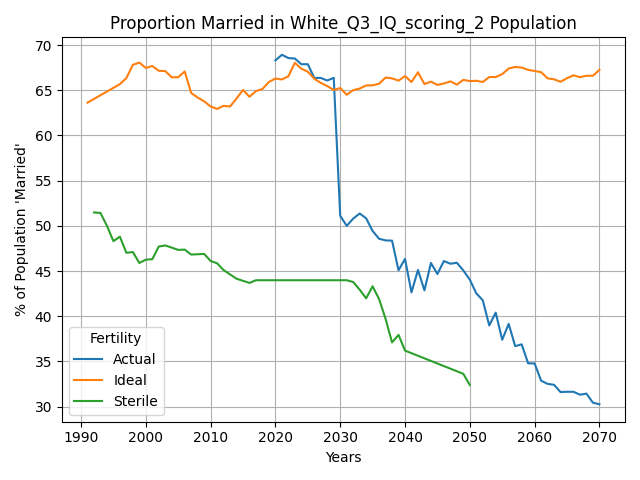 Proportion Married in White_Q3_IQ_scoring_2 Population
% of Population 'Married'
70
65
60
55
50
45
40
35
30
Fertility
Actual
Ideal
Sterile
1990 2000 2010 2020 2030 2040 2050 2060 2070
Years